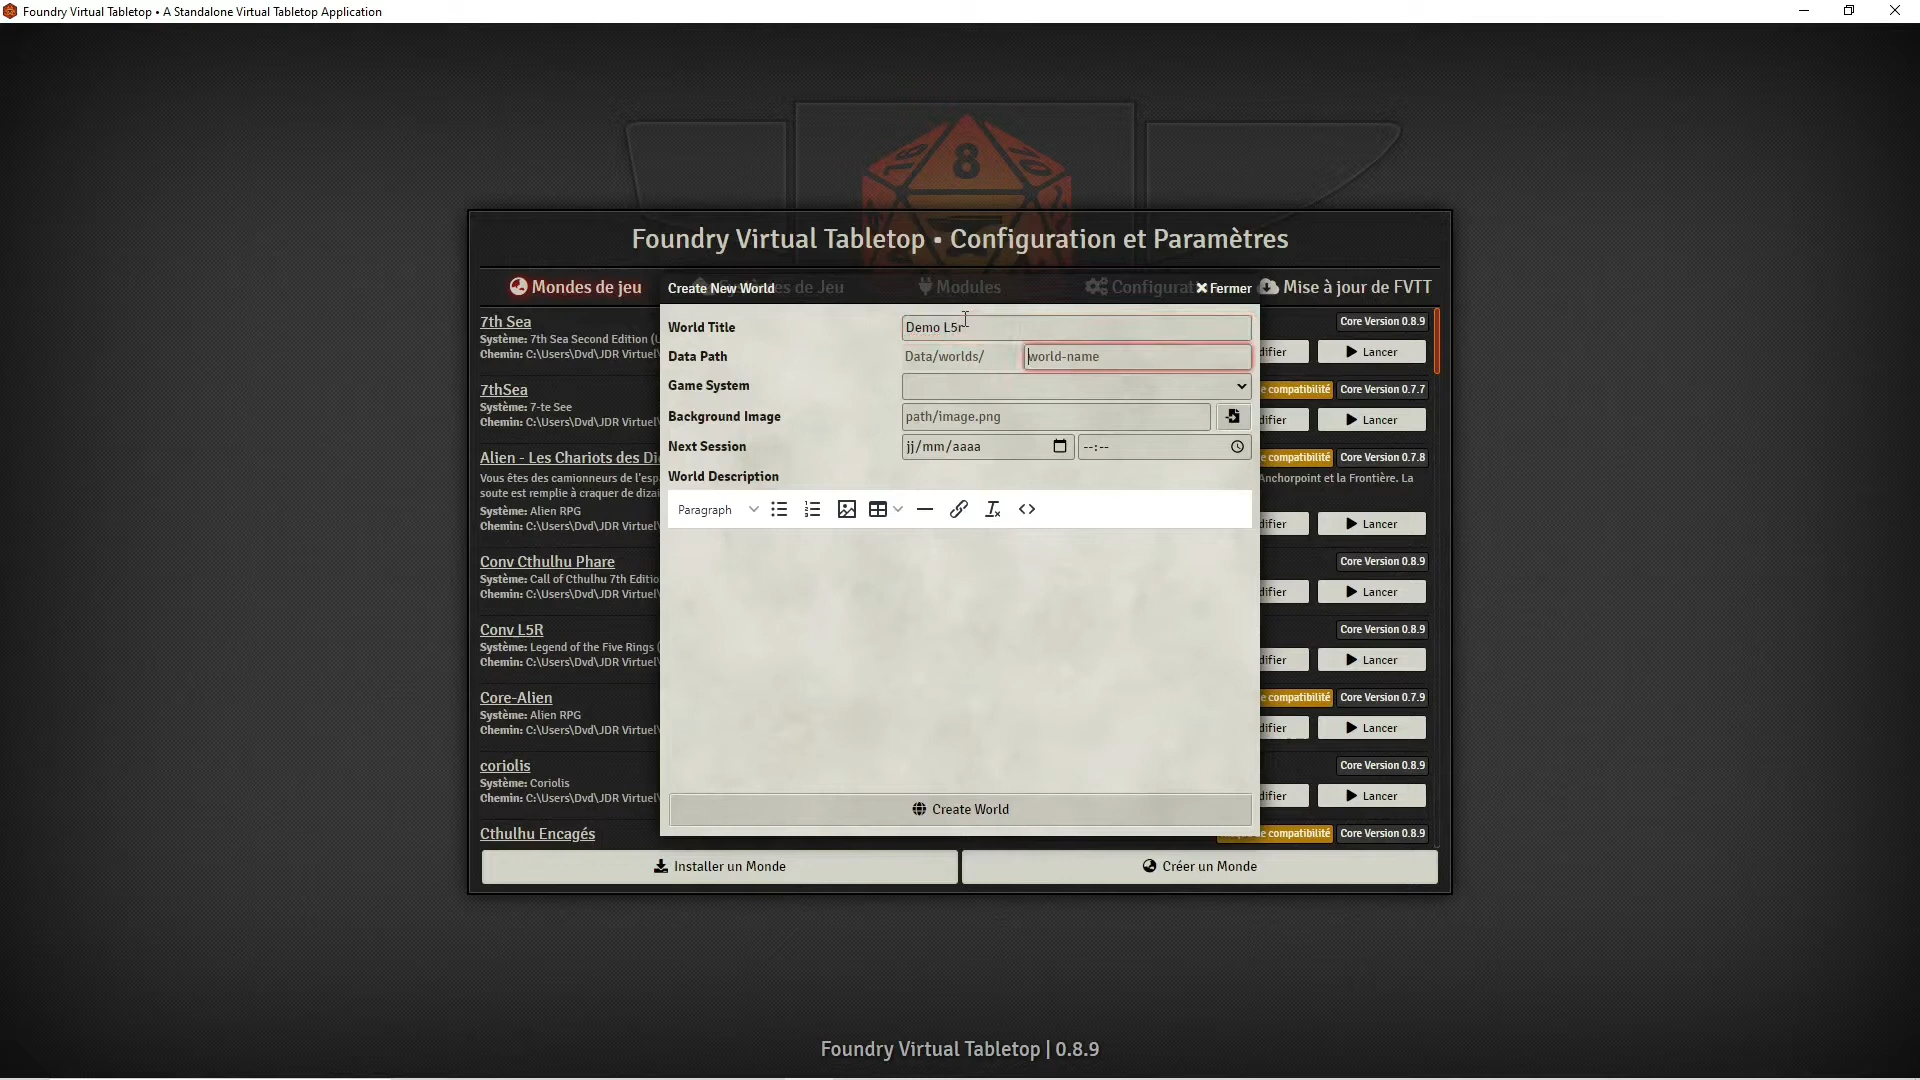 Foundry Virtual Tabletop • A Standalone Virtual Tabletop Application
8
Foundry Virtual Tabletop • Configuration et Paramètres
Mondes de jeu
de Jeu
Modules
Configurat
Mise à jour de FVTT
Create New World
Fermer
World Title
Demo L5r
Data Path
Data/worlds/
world-name
Game System
Background Image
path/image.png
Next Session
jj/mm/aaaa
--:--
World Description
Paragraph
Create World
7th Sea
Core Version 0.8.9
Système: 7th Sea Second Edition (
Chemin: C:\Users\Dvd\JDR Virtuel\
difier
Lancer
7thSea
e compatibilité
Core Version 0.7.7
Système: 7-te See
Chemin: C:\Users\Dvd\JDR Virtuel\
difier
Lancer
Alien - Les Chariots des Di
e compatibilité
Core Version 0.7.8
Vous êtes des camionneurs de l'esp
Anchorpoint et la Frontière. La
soute est remplie à craquer de dizai
Système: Alien RPG
Chemin: C:\Users\Dvd\JDR Virtuel\
difier
Lancer
Conv Cthulhu Phare
Core Version 0.8.9
Système: Call of Cthulhu 7th Editio
Chemin: C:\Users\Dvd\JDR Virtuel\
difier
Lancer
Conv L5R
Core Version 0.8.9
Système: Legend of the Five Rings (
Chemin: C:\Users\Dvd\JDR Virtuel\
difier
Lancer
Core-Alien
e compatibilité
Core Version 0.7.9
Système: Alien RPG
Chemin: C:\Users\Dvd\JDR Virtuel\
difier
Lancer
coriolis
Core Version 0.8.9
Système: Coriolis
Chemin: C:\Users\Dvd\JDR Virtuel\
difier
Lancer
Cthulhu Encagés
e compatibilité
Core Version 0.8.9
Installer un Monde
Créer un Monde
Foundry Virtual Tabletop | 0.8.9